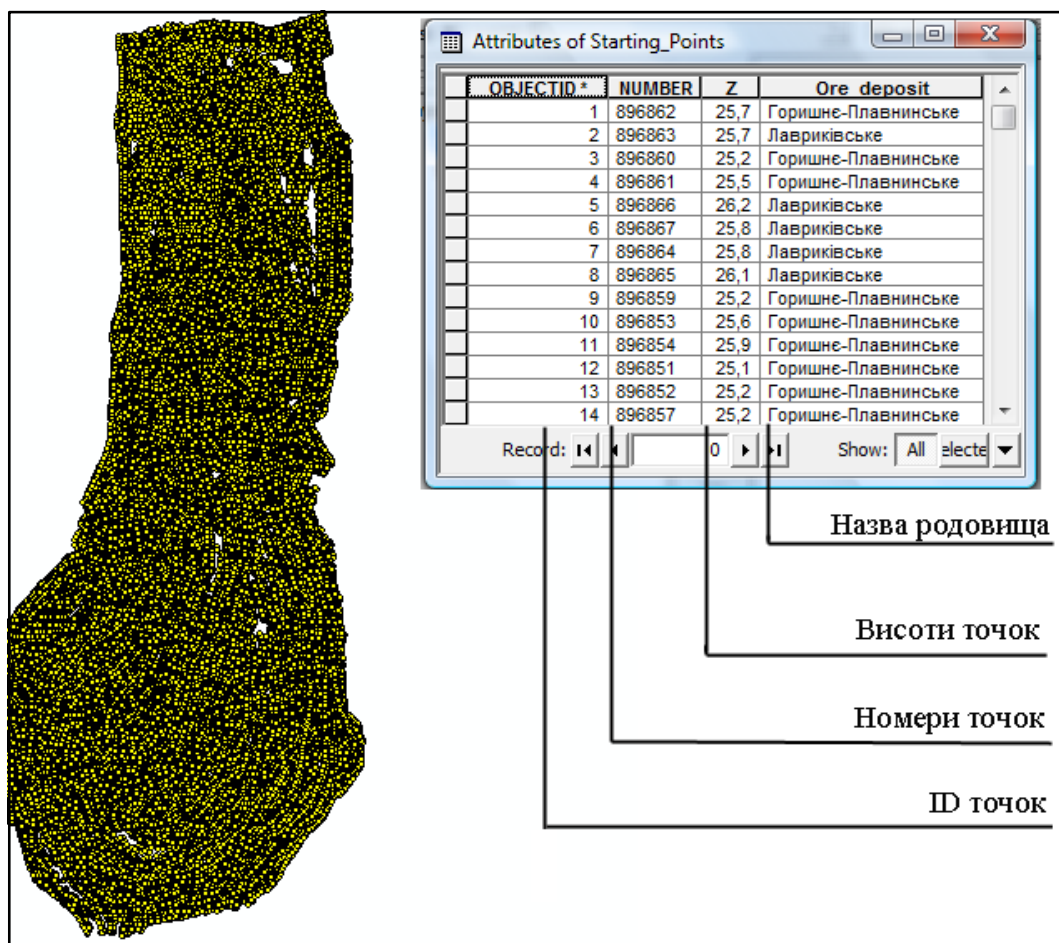 Attributes of Starting_Points
OBJECTID * NUMBER Z Ore_deposit
1 896862 25,7 Горишнє-Плавнинське
2 896863 25,7 Лавриківське
3 896860 25,2 Горишнє-Плавнинське
4 896861 25,5 Горишнє-Плавнинське
5 896866 26,2 Лавриківське
6 896867 25,8 Лавриківське
7 896864 25,8 Лавриківське
8 896865 26,1 Лавриківське
9 896859 25,2 Горишнє-Плавнинське
10 896853 25,6 Горишнє-Плавнинське
11 896854 25,9 Горишнє-Плавнинське
12 896851 25,1 Горишнє-Плавнинське
13 896852 25,2 Горишнє-Плавнинське
14 896857 25,2 Горишнє-Плавнинське
Record: 0 Show: All electe
Назва родовища
Висоти точок
Номери точок
ID точок